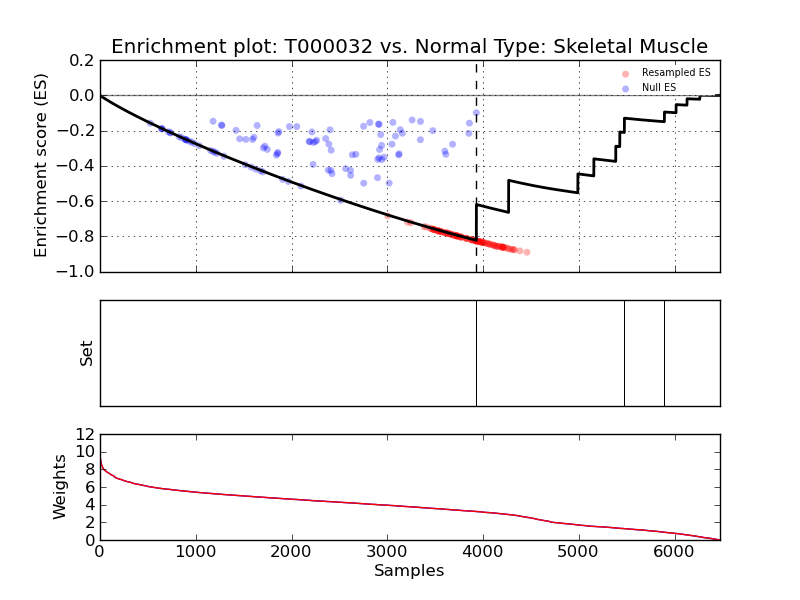 Enrichment plot: T000032 vs. Normal Type: Skeletal Muscle
0.2
0.0
−0.2
−0.4
−0.6
−0.8
−1.0
Enrichment score (ES)
Resampled ES
Null ES
Set
12
10
8
6
4
2
0
Weights
0 1000 2000 3000 4000 5000 6000
Samples